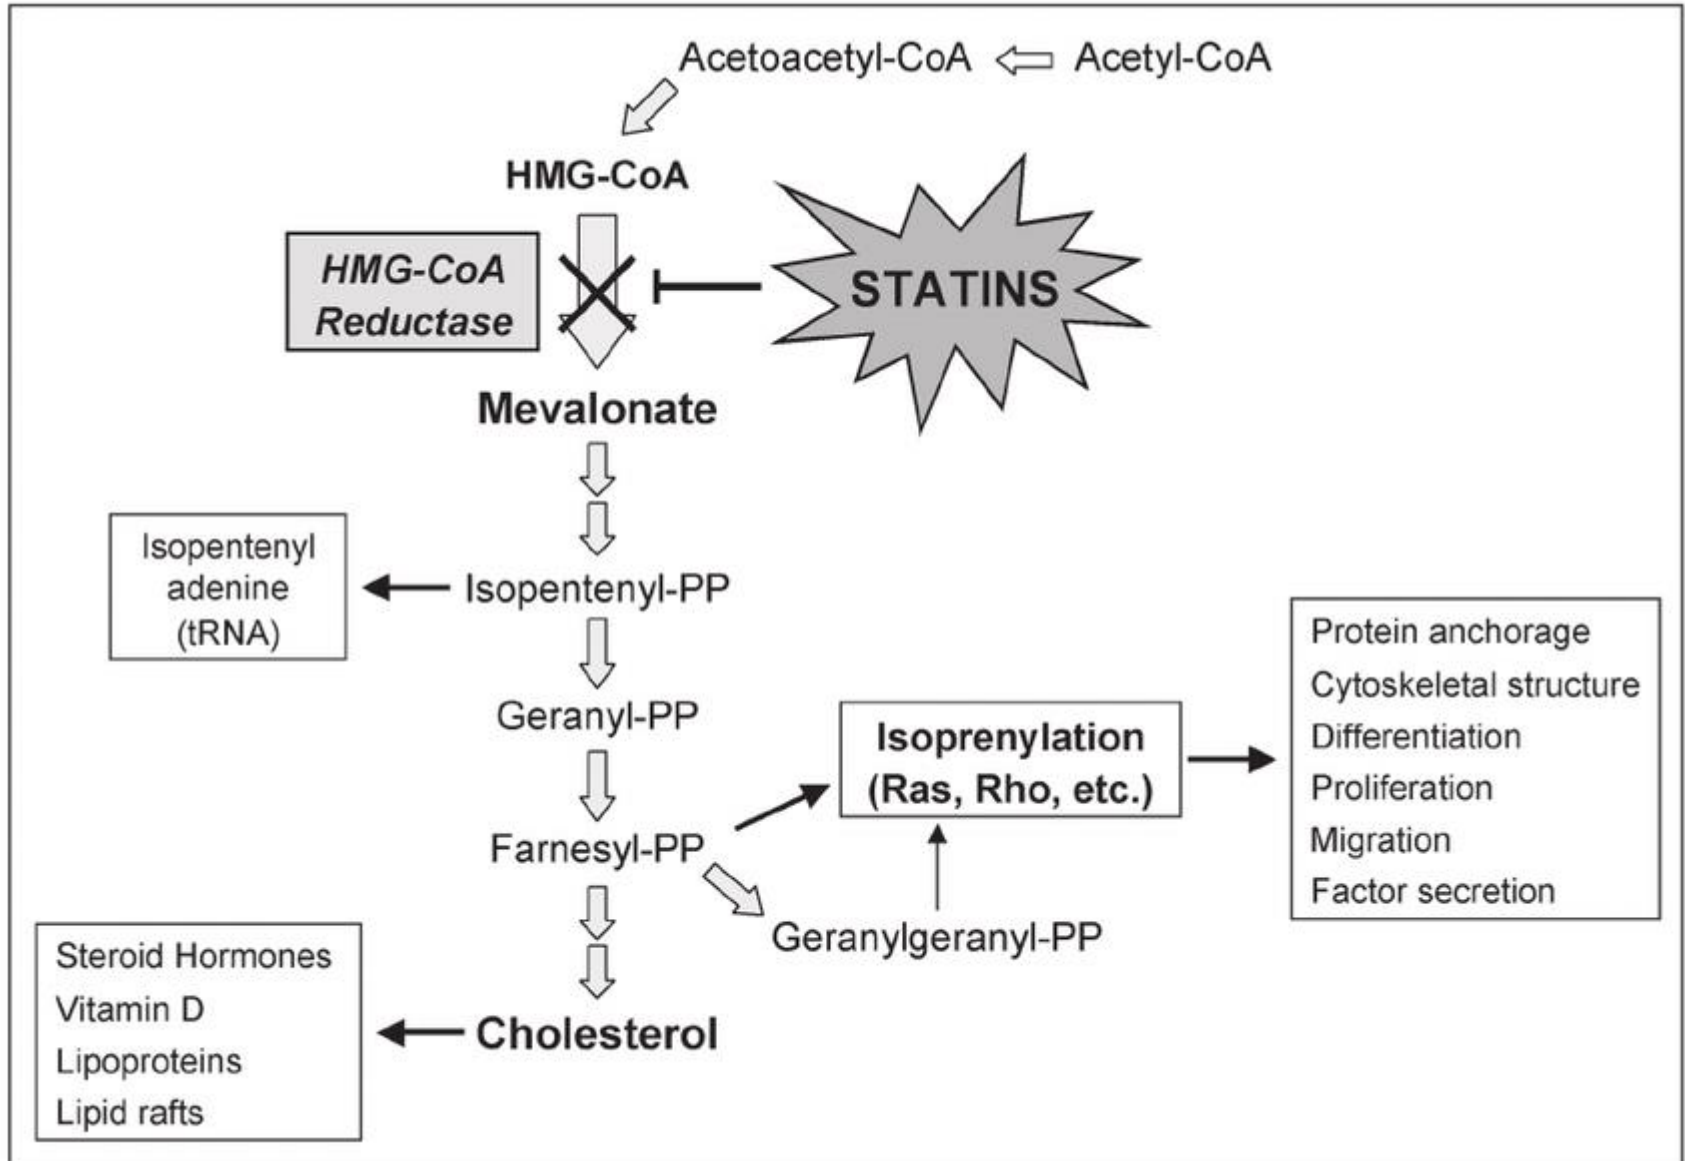 Acetoacetyl-CoA
Acetyl-CoA
HMG-CoA
HMG-CoA
Reductase
STATINS
Mevalonate
Isopentenyl
adenine
(tRNA)
Isopentenyl-PP
Geranyl-PP
Isoprenylation
(Ras, Rho, etc.)
Protein anchorage
Cytoskeletal structure
Differentiation
Proliferation
Migration
Factor secretion
Farnesyl-PP
Geranylgeranyl-PP
Steroid Hormones
Vitamin D
Lipoproteins
Lipid rafts
Cholesterol